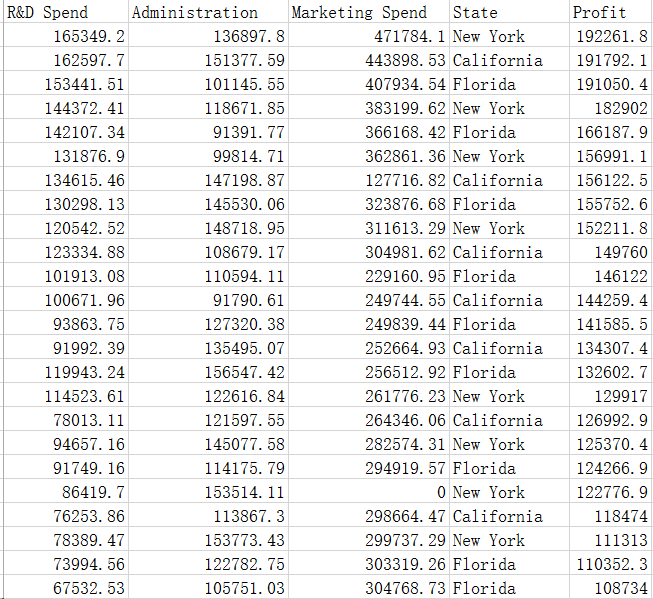 R&D Spend Administration Marketing Spend State Profit
165349.2 136897.8 471784.1 New York 192261.8
162597.7 151377.59 443898.53 California 191792.1
153441.51 101145.55 407934.54 Florida 191050.4
144372.41 118671.85 383199.62 New York 182902
142107.34 91391.77 366168.42 Florida 166187.9
131876.9 99814.71 362861.36 New York 156991.1
134615.46 147198.87 127716.82 California 156122.5
130298.13 145530.06 323876.68 Florida 155752.6
120542.52 148718.95 311613.29 New York 152211.8
123334.88 108679.17 304981.62 California 149760
101913.08 110594.11 229160.95 Florida 146122
100671.96 91790.61 249744.55 California 144259.4
93863.75 127320.38 249839.44 Florida 141585.5
91992.39 135495.07 252664.93 California 134307.4
119943.24 156547.42 256512.92 Florida 132602.7
114523.61 122616.84 261776.23 New York 129917
78013.11 121597.55 264346.06 California 126992.9
94657.16 145077.58 282574.31 New York 125370.4
91749.16 114175.79 294919.57 Florida 124266.9
86419.7 153514.11 0 New York 122776.9
76253.86 113867.3 298664.47 California 118474
78389.47 153773.43 299737.29 New York 111313
73994.56 122782.75 303319.26 Florida 110352.3
67532.53 105751.03 304768.73 Florida 108734